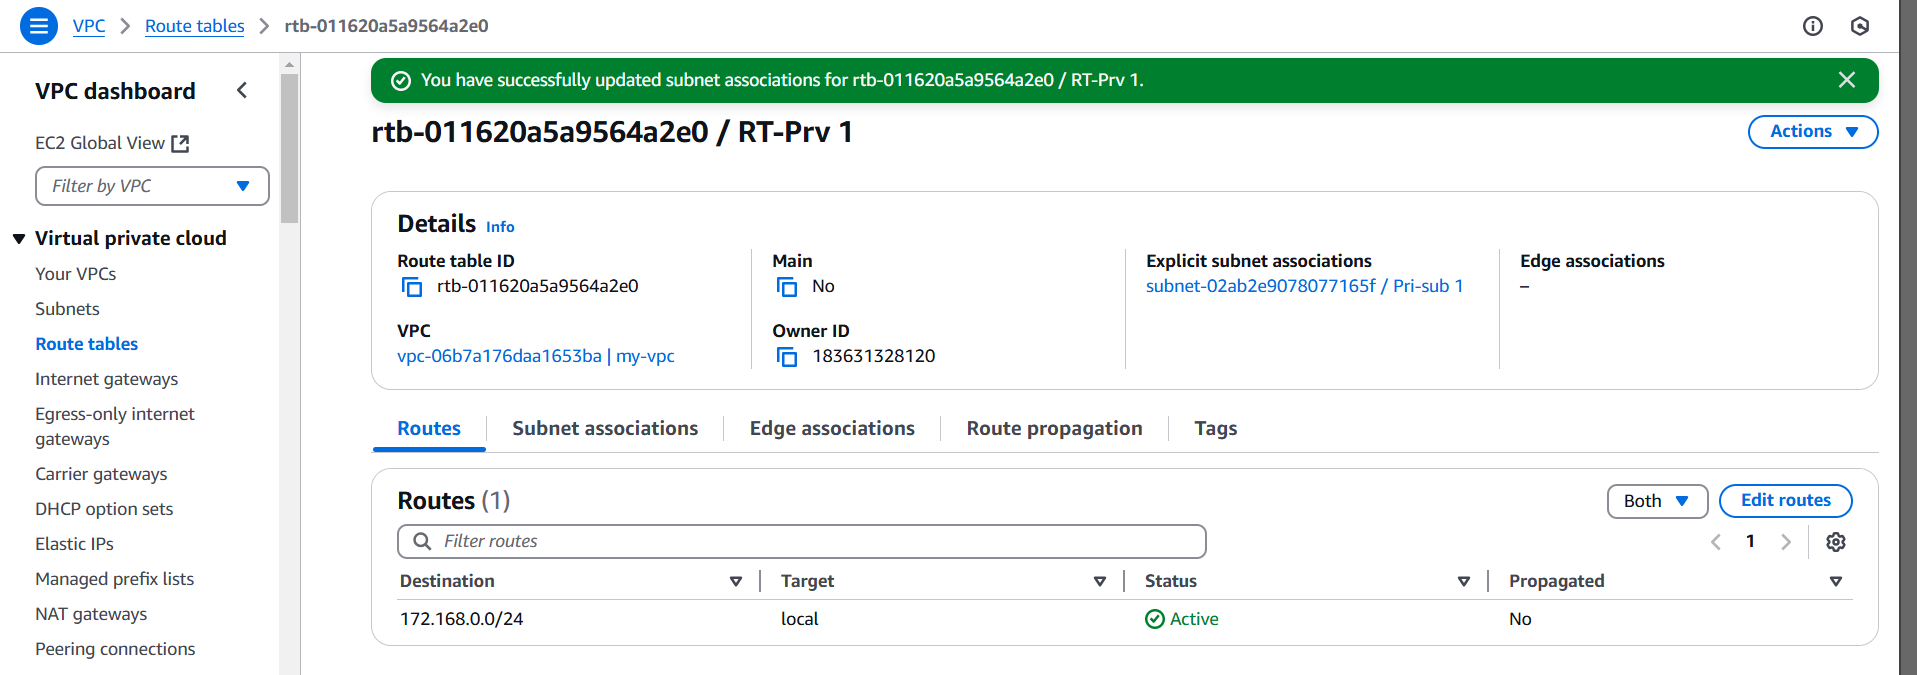 VPC > Route tables > rtb-011620a5a9564a2e0
VPC dashboard
EC2 Global View
Filter by VPC
Virtual private cloud
Your VPCs
Subnets
Route tables
Internet gateways
Egress-only internet
gateways
Carrier gateways
DHCP option sets
Elastic IPs
Managed prefix lists
NAT gateways
Peering connections
You have successfully updated subnet associations for rtb-011620a5a9564a2e0 / RT-Prv 1.
rtb-011620a5a9564a2e0 / RT-Prv 1
Actions
Details Info
Route table ID
rtb-011620a5a9564a2e0
Main
No
Explicit subnet associations
subnet-02ab2e9078077165f / Pri-sub 1
Edge associations
–
VPC
vpc-06b7a176daa1653ba | my-vpc
Owner ID
183631328120
Routes Subnet associations Edge associations Route propagation Tags
Routes (1)
Both Edit routes
Filter routes
1
Destination Target Status Propagated
172.168.0.0/24 local Active No